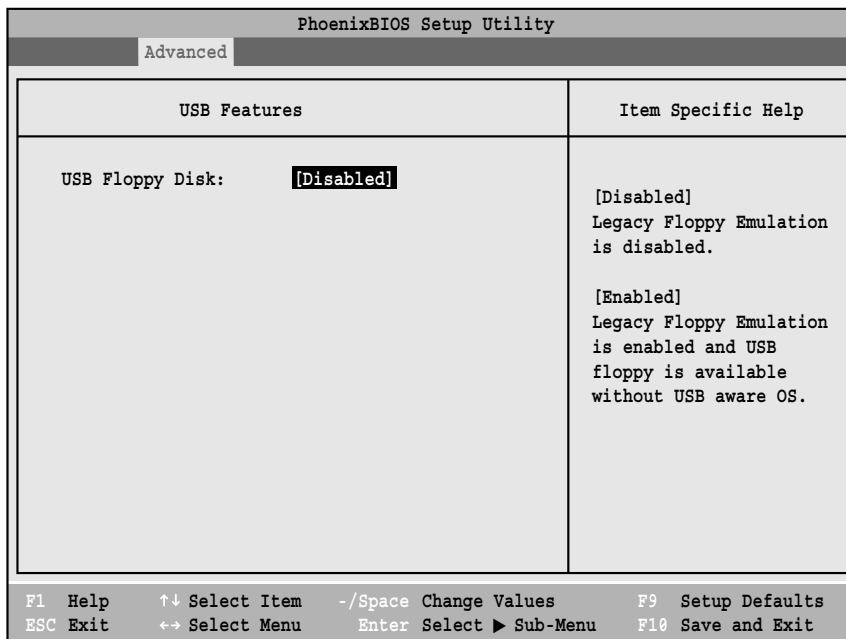 PhoenixBIOS Setup Utility
Advanced
USB Features
Item Specific Help
USB Floppy Disk: [Disabled]
[Disabled]
Legacy Floppy Emulation
is disabled.
[Enabled]
Legacy Floppy Emulation
is enabled and USB
floppy is available
without USB aware OS.
F1 Help ↑↓ Select Item -/Space Change Values F9 Setup Defaults
ESC Exit ←→ Select Menu Enter Select ▶ Sub-Menu F10 Save and Exit